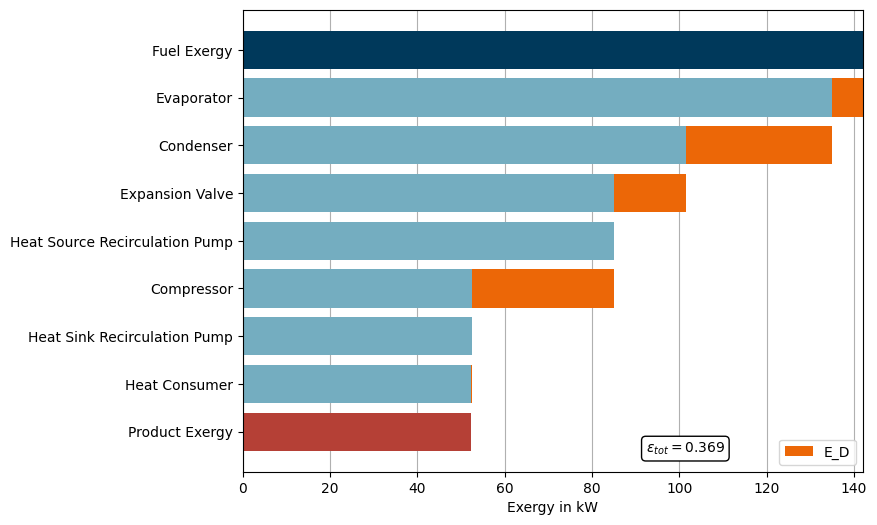 Fuel Exergy
Evaporator
Condenser
Expansion Valve
Heat Source Recirculation Pump
Compressor
Heat Sink Recirculation Pump
Heat Consumer
Product Exergy
ε_tot = 0.369
E_D
0 20 40 60 80 100 120 140
Exergy in kW